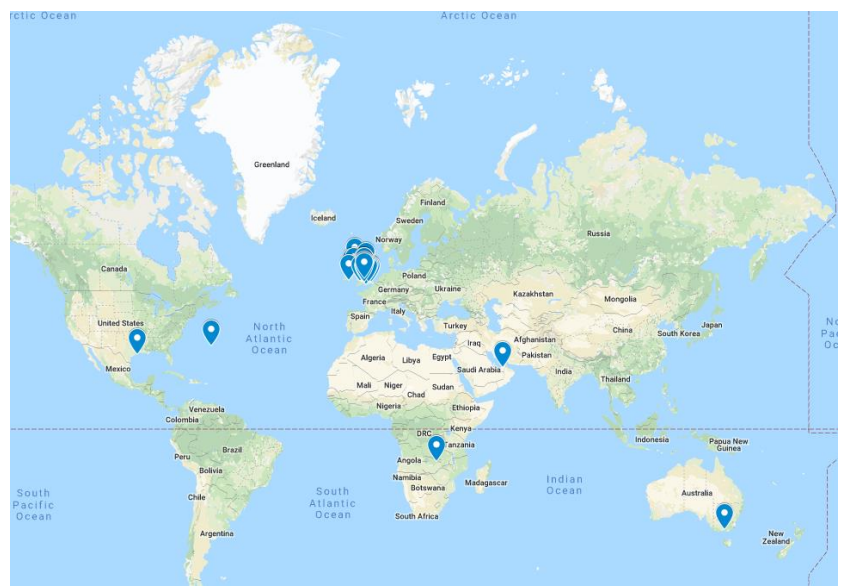 rctic Ocean
Arctic Ocean
Greenland
Iceland
Finland
Sweden
Norway
Russia
Canada
Poland
Germany
Ukraine
France
Kazakhstan
Mongolia
Italy
Spain
Turkey
United States
North
Atlantic
Ocean
China
South Korea
Japan
No
Pac
Oc
Iraq
Afghanistan
Pakistan
Algeria
Libya
Egypt
Saudi Arabia
India
Mexico
Mali
Niger
Chad
Sudan
Thailand
Nigeria
Ethiopia
Venezuela
Colombia
DRC
Kenya
Tanzania
Indonesia
Papua New
Guinea
Peru
Brazil
Angola
Bolivia
Namibia
Botswana
Madagascar
Indian
Ocean
South
Pacific
Ocean
Chile
South
Atlantic
Ocean
Australia
South Africa
Argentina
New
Zealand